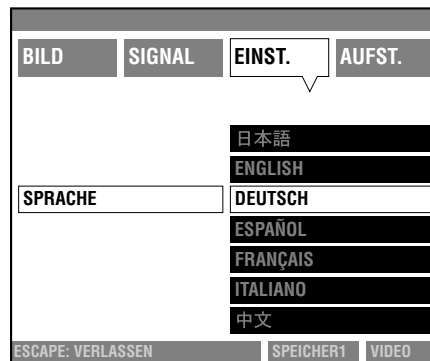 BILD SIGNAL EINST. AUFST.
日本語
ENGLISH
SPRACHE DEUTSCH
ESPAÑOL
FRANÇAIS
ITALIANO
中文
ESCAPE: VERLASSEN SPEICHER1 VIDEO